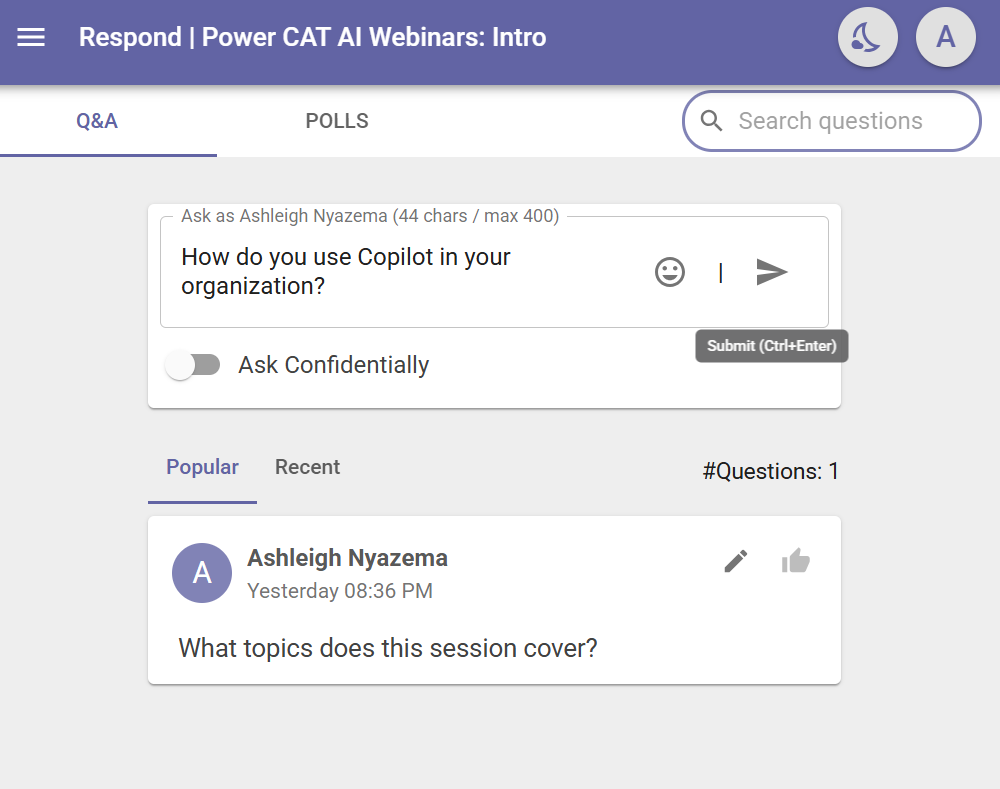 Respond | Power CAT AI Webinars: Intro
A
Q&A
POLLS
Search questions
Ask as Ashleigh Nyazema (44 chars / max 400)
How do you use Copilot in your
organization?
Submit (Ctrl+Enter)
Ask Confidentially
Popular
Recent
#Questions: 1
A
Ashleigh Nyazema
Yesterday 08:36 PM
What topics does this session cover?